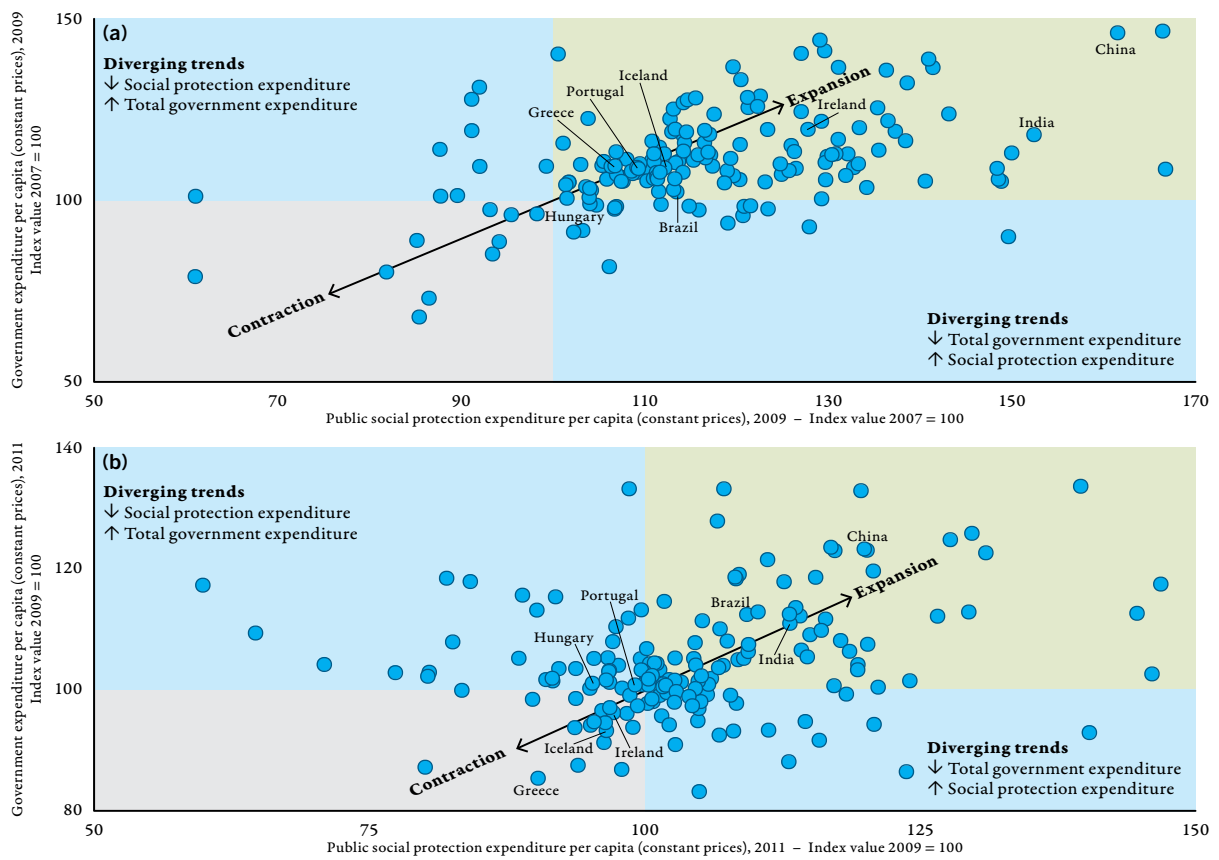 Government expenditure per capita (constant prices), 2009
Index value 2007 = 100
150
100
50
(a)
Diverging trends
↓ Social protection expenditure
↑ Total government expenditure
China
Iceland
Expansion
Portugal
Ireland
Greece
India
Hungary
Brazil
Contraction
Diverging trends
↓ Total government expenditure
↑ Social protection expenditure
50 70 90 110 130 150 170
Public social protection expenditure per capita (constant prices), 2009 – Index value 2007 = 100
Government expenditure per capita (constant prices), 2011
Index value 2009 = 100
140
120
100
80
(b)
Diverging trends
↓ Social protection expenditure
↑ Total government expenditure
China
Expansion
Portugal
Brazil
Hungary
India
Iceland
Ireland
Contraction
Greece
Diverging trends
↓ Total government expenditure
↑ Social protection expenditure
50 75 100 125 150
Public social protection expenditure per capita (constant prices), 2011 – Index value 2009 = 100